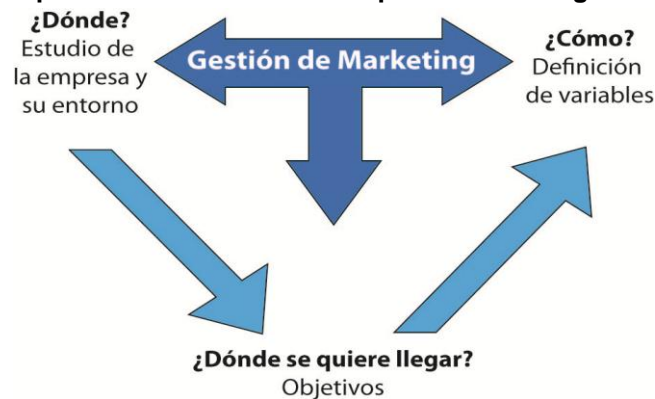 ¿Dónde?
Estudio de
la empresa y
su entorno
Gestión de Marketing
¿Cómo?
Definición
de variables
¿Dónde se quiere llegar?
Objetivos